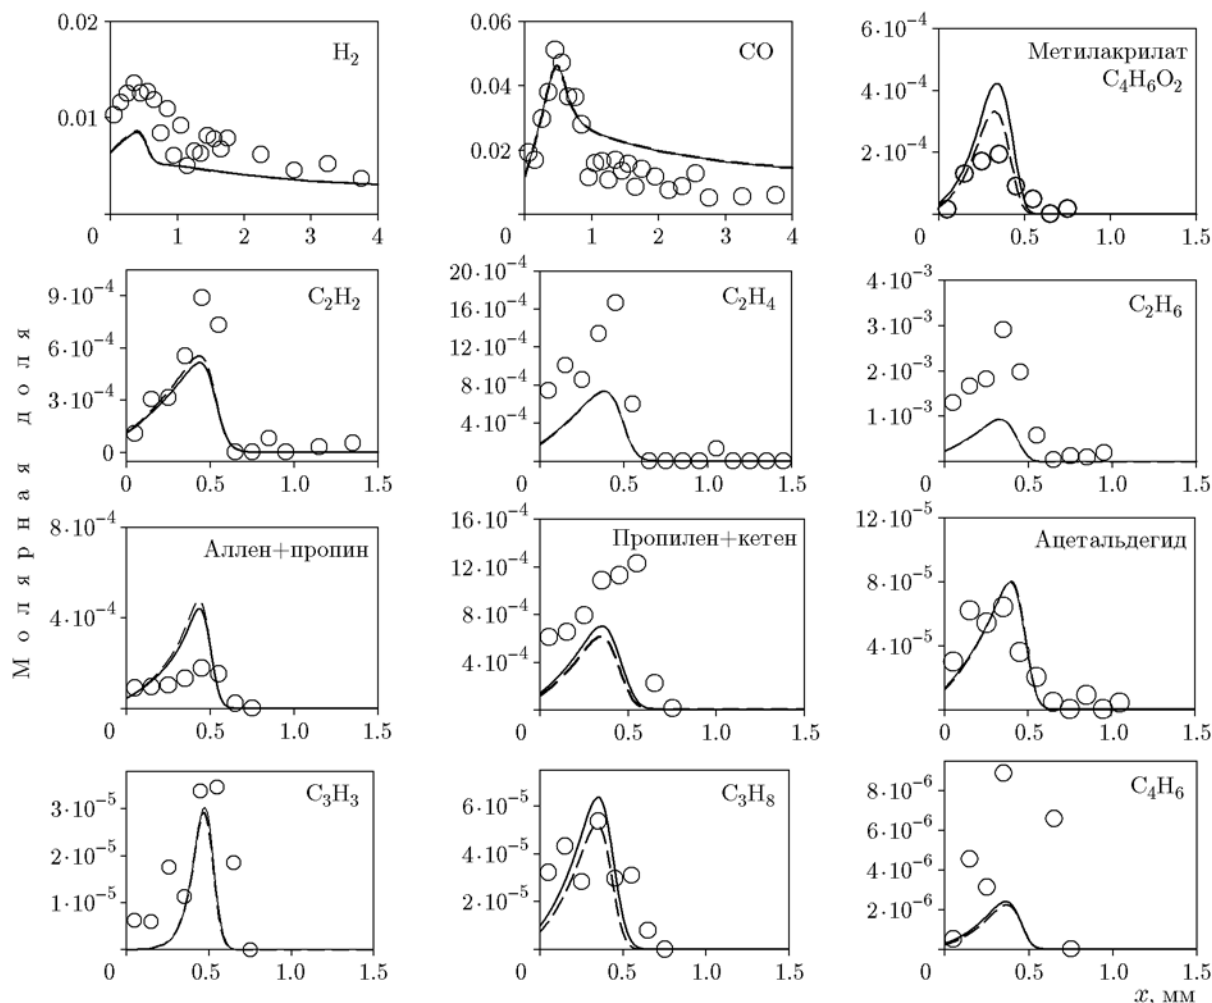 Молярная доля
0.02
0.01
H₂
0 1 2 3 4
0.06
0.04
0.02
CO
0 1 2 3 4
6·10⁻⁴
4·10⁻⁴
2·10⁻⁴
Метилакрилат
C₄H₆O₂
0 0.5 1.0 1.5
9·10⁻⁴
6·10⁻⁴
3·10⁻⁴
0
C₂H₂
0 0.5 1.0 1.5
20·10⁻⁴
16·10⁻⁴
12·10⁻⁴
8·10⁻⁴
4·10⁻⁴
C₂H₄
0 0.5 1.0 1.5
4·10⁻³
3·10⁻³
2·10⁻³
1·10⁻³
C₂H₆
0 0.5 1.0 1.5
8·10⁻⁴
4·10⁻⁴
Аллен+пропин
0 0.5 1.0 1.5
16·10⁻⁴
12·10⁻⁴
8·10⁻⁴
4·10⁻⁴
Пропилен+кетен
0 0.5 1.0 1.5
12·10⁻⁵
8·10⁻⁵
4·10⁻⁵
Ацетальдегид
0 0.5 1.0 1.5
3·10⁻⁵
2·10⁻⁵
1·10⁻⁵
C₃H₃
0 0.5 1.0 1.5
6·10⁻⁵
4·10⁻⁵
2·10⁻⁵
C₃H₈
0 0.5 1.0 1.5
8·10⁻⁶
6·10⁻⁶
4·10⁻⁶
2·10⁻⁶
C₄H₆
0 0.5 1.0 1.5
x, мм